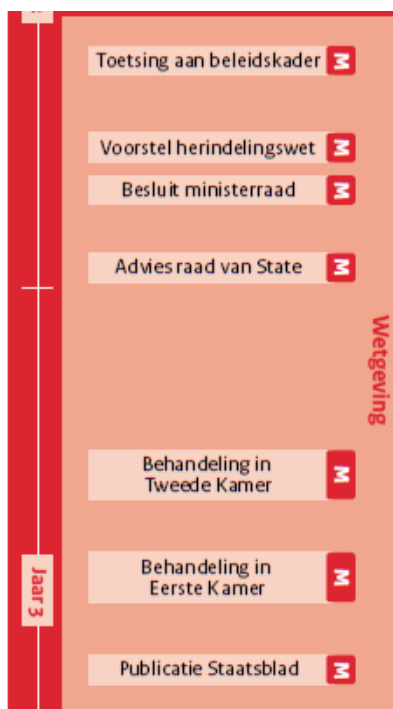 Toetsing aan beleidskader M
Voorstel herindelingswet M
Besluit ministerraad M
Advies raad van State M
Wetgeving
Behandeling in
Tweede Kamer M
Behandeling in
Eerste Kamer M
Jaar 3
Publicatie Staatsblad M